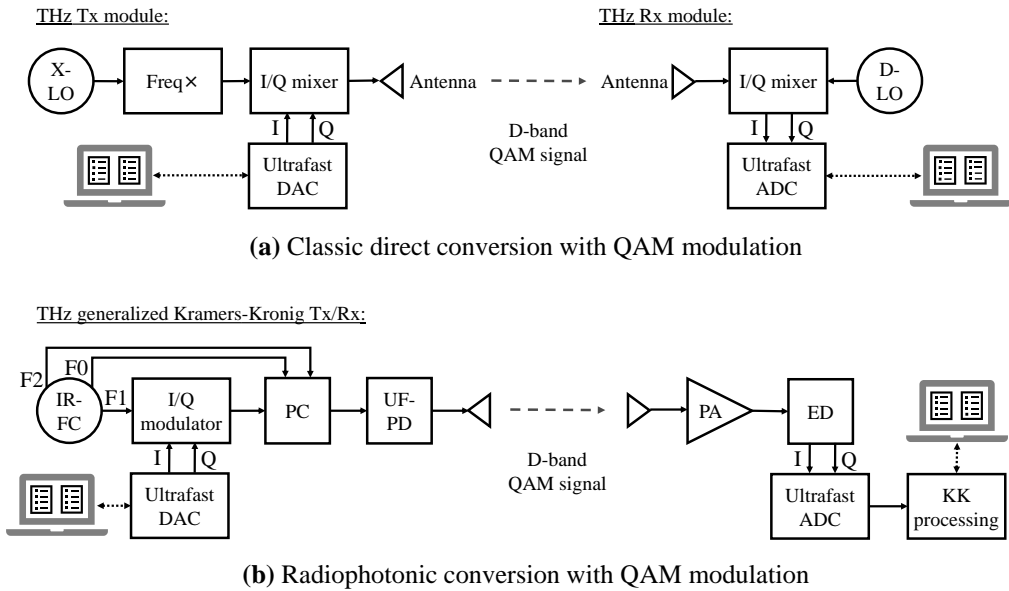 THz Tx module:
THz Rx module:
X-
LO
Freq×
I/Q mixer
Antenna
Antenna
I/Q mixer
D-
LO
I
Q
D-band
QAM signal
I
Q
Ultrafast
DAC
Ultrafast
ADC
(a) Classic direct conversion with QAM modulation
THz generalized Kramers-Kronig Tx/Rx:
F2
F0
IR-
FC
F1
I/Q
modulator
PC
UF-
PD
PA
ED
I
Q
D-band
QAM signal
I
Q
Ultrafast
DAC
Ultrafast
ADC
KK
processing
(b) Radiophotonic conversion with QAM modulation